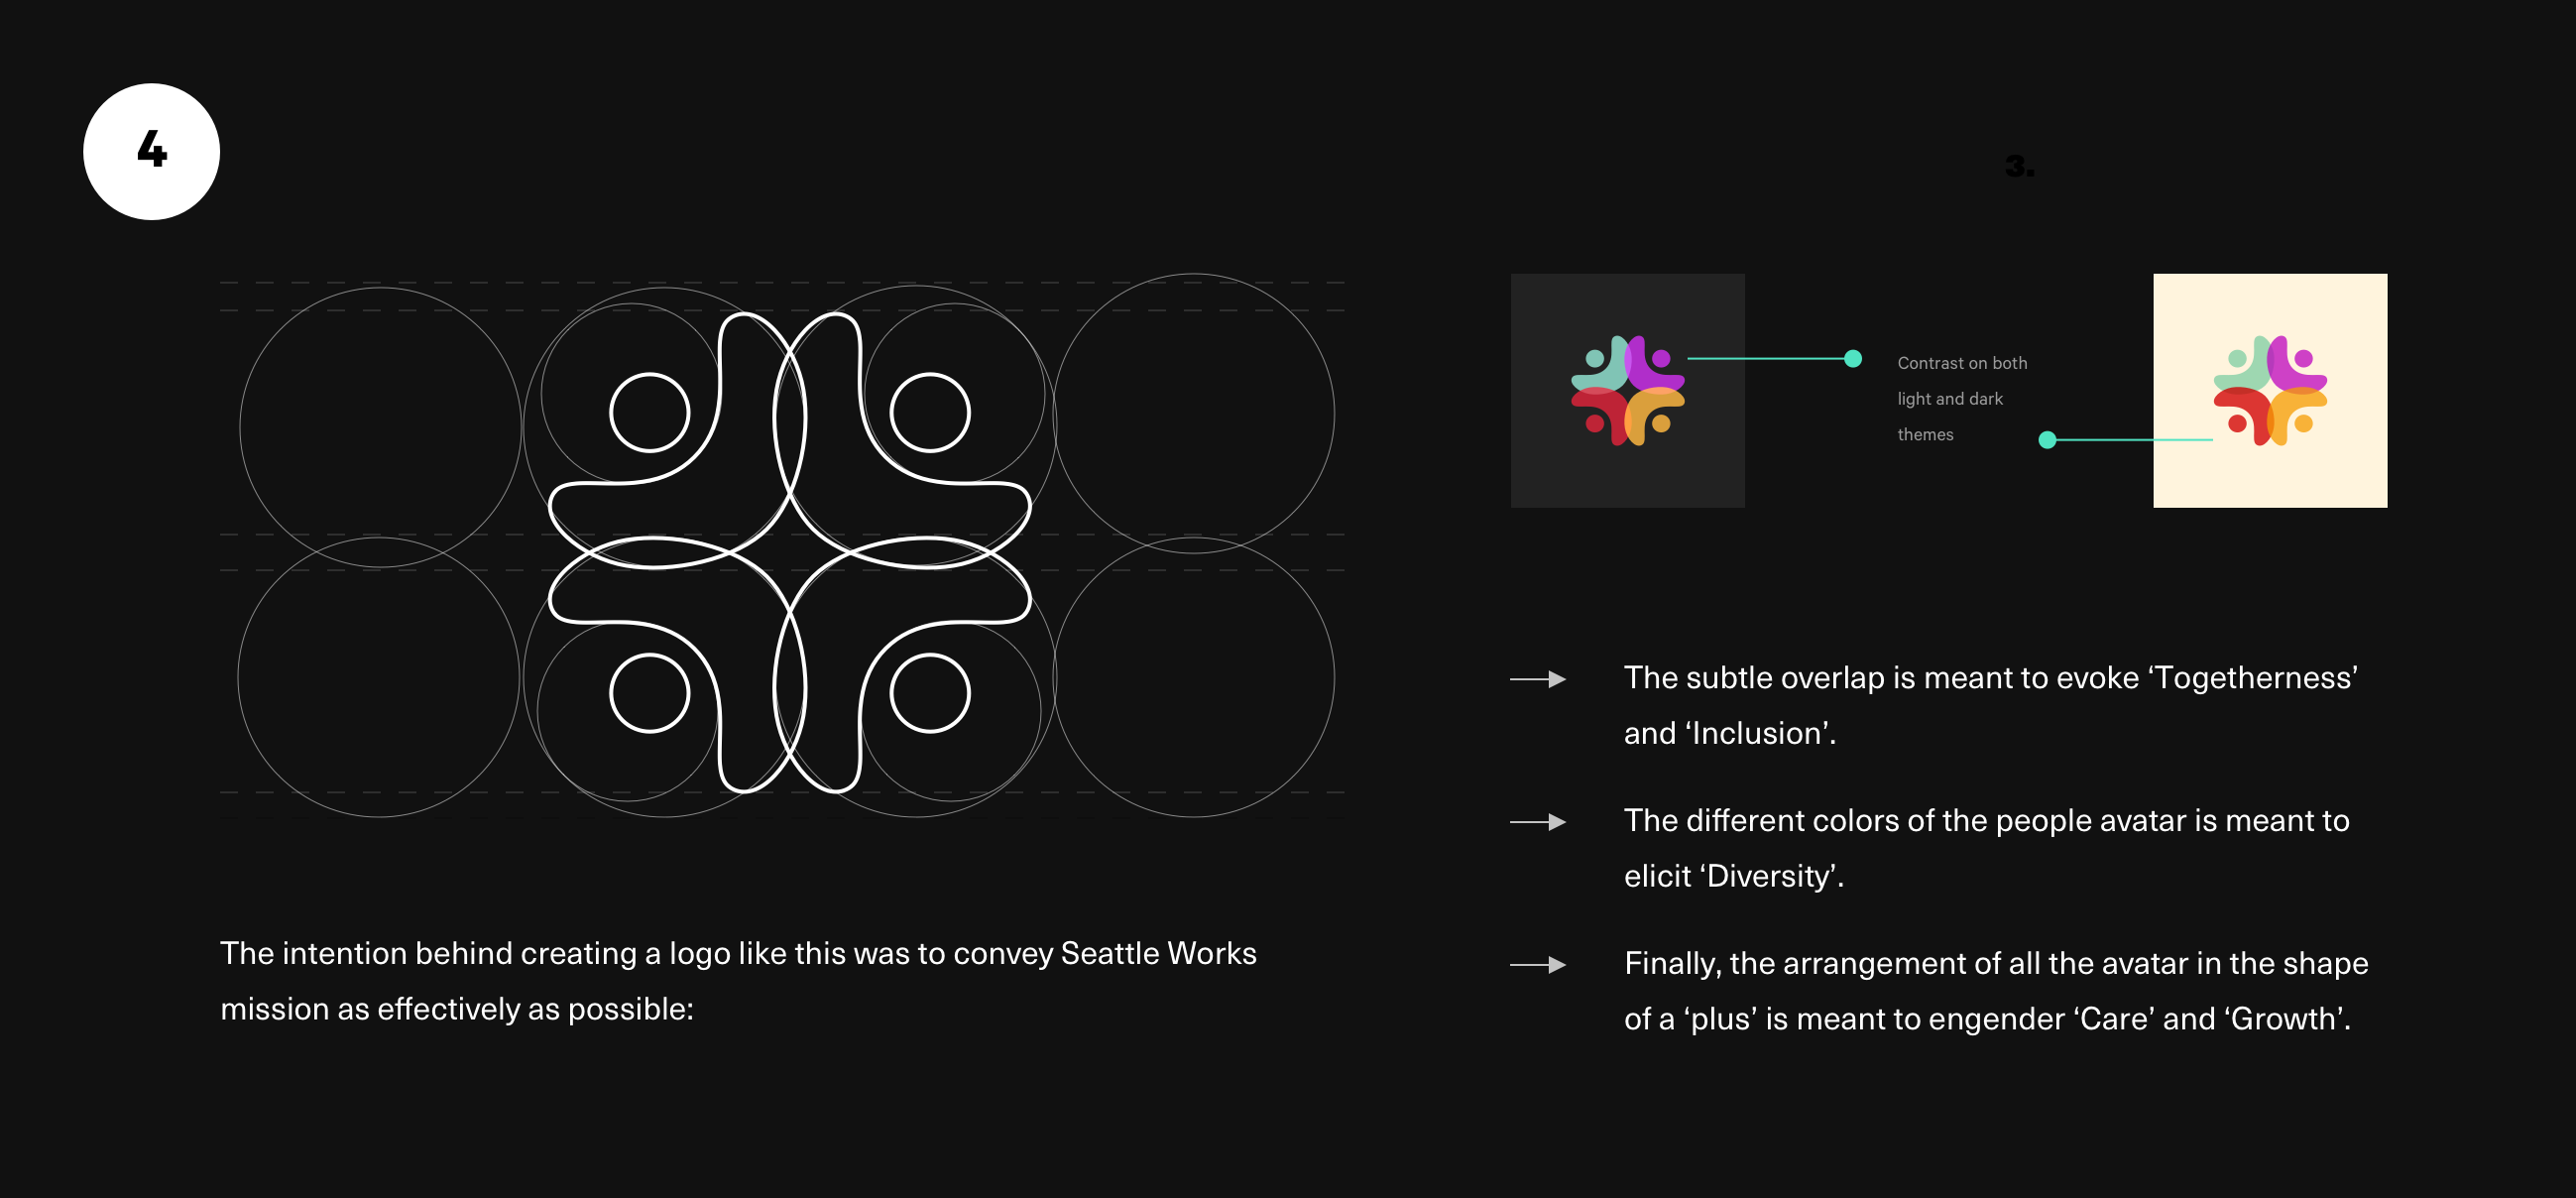 4
3.
Contrast on both
light and dark
themes
The subtle overlap is meant to evoke ‘Togetherness’
and ‘Inclusion’.
The different colors of the people avatar is meant to
elicit ‘Diversity’.
Finally, the arrangement of all the avatar in the shape
of a ‘plus’ is meant to engender ‘Care’ and ‘Growth’.
The intention behind creating a logo like this was to convey Seattle Works
mission as effectively as possible: